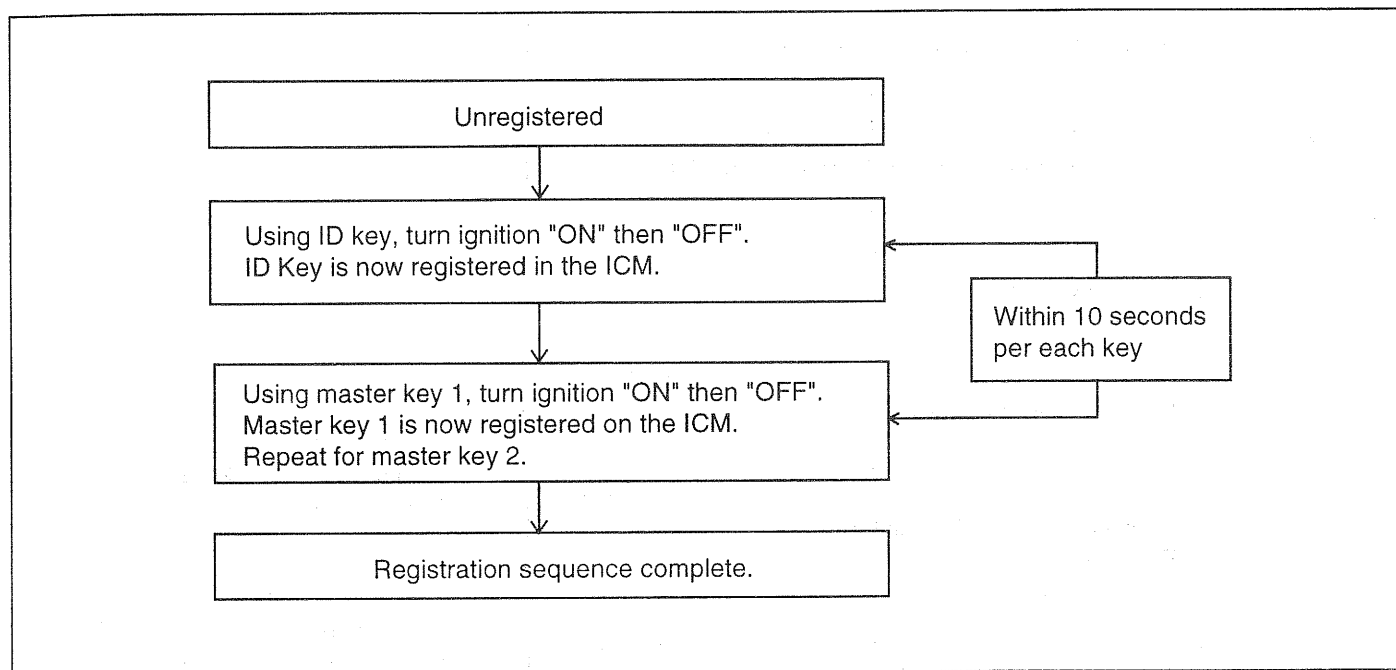 Unregistered
Using ID key, turn ignition "ON" then "OFF".
ID Key is now registered in the ICM.
Within 10 seconds
per each key
Using master key 1, turn ignition "ON" then "OFF".
Master key 1 is now registered on the ICM.
Repeat for master key 2.
Registration sequence complete.